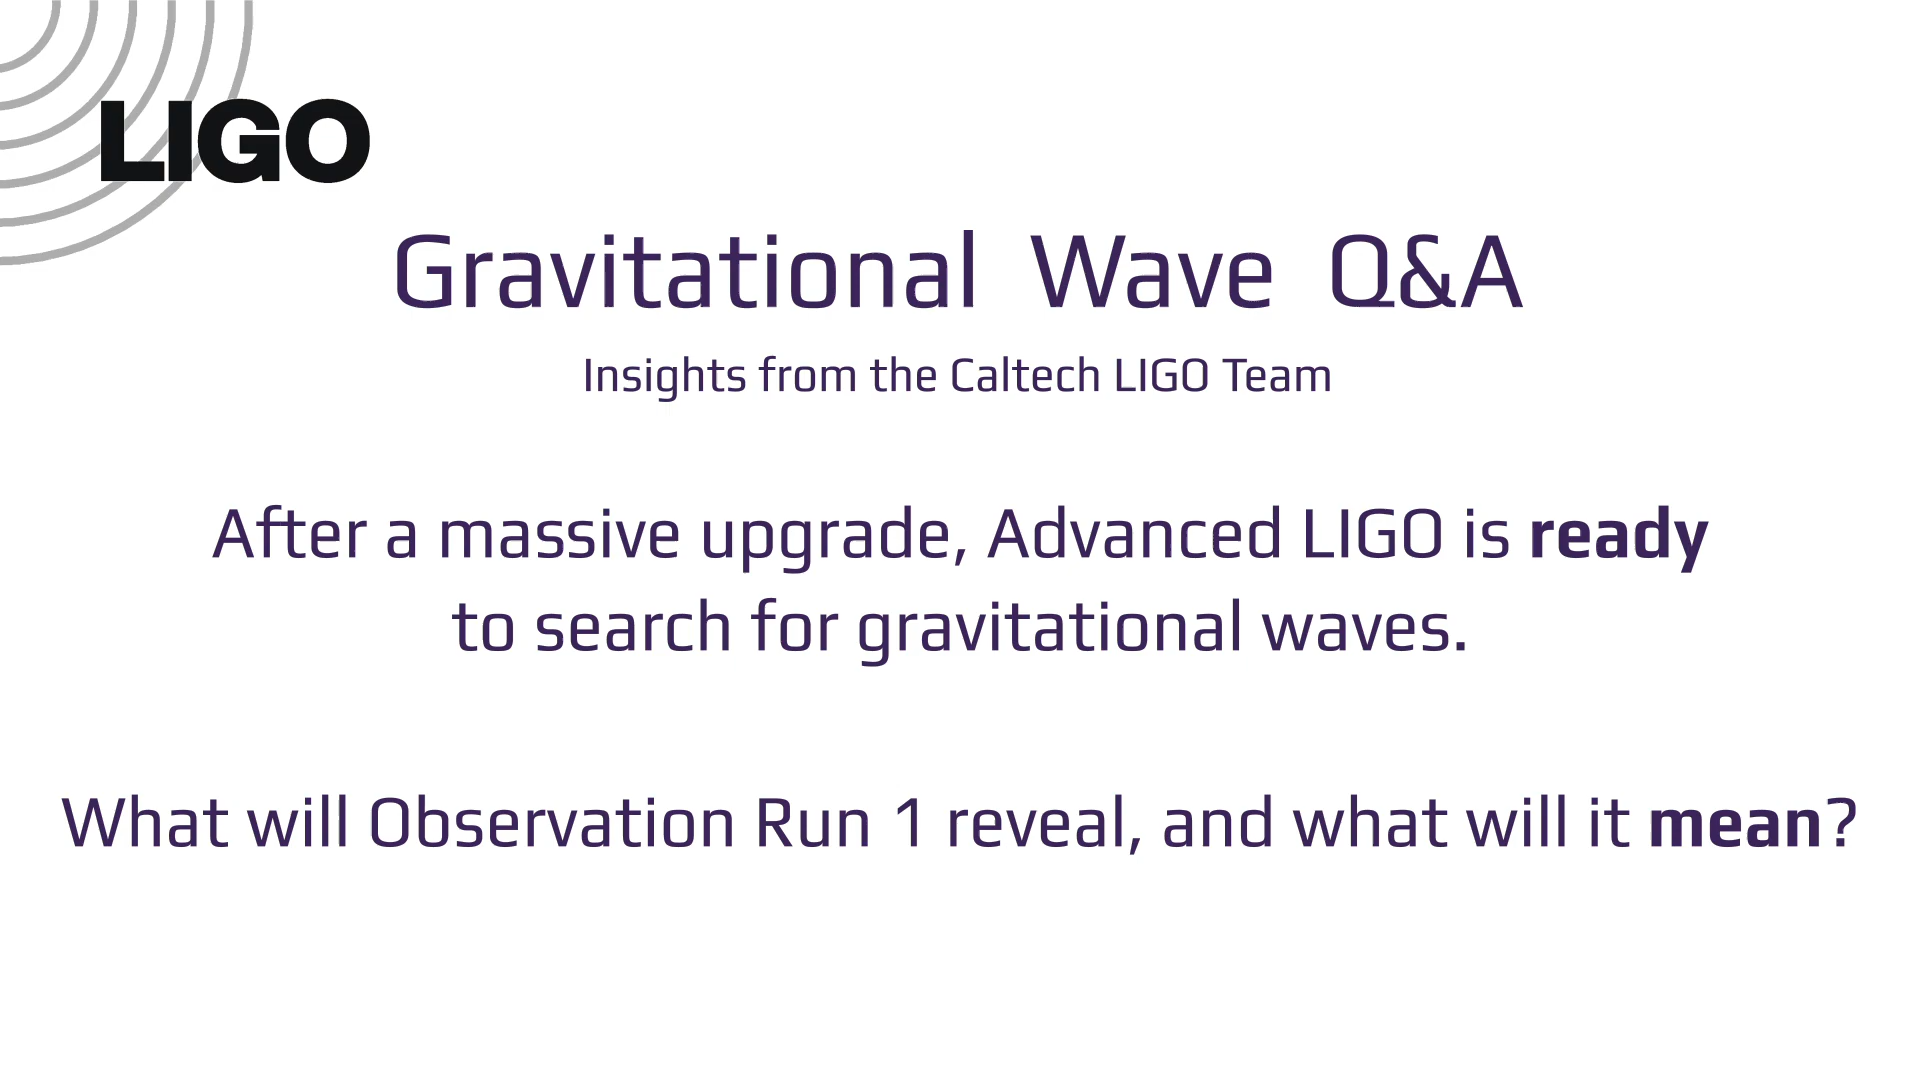 LIGO
Gravitational Wave Q&A
Insights from the Caltech LIGO Team
After a massive upgrade, Advanced LIGO is ready
to search for gravitational waves.
What will Observation Run 1 reveal, and what will it mean?